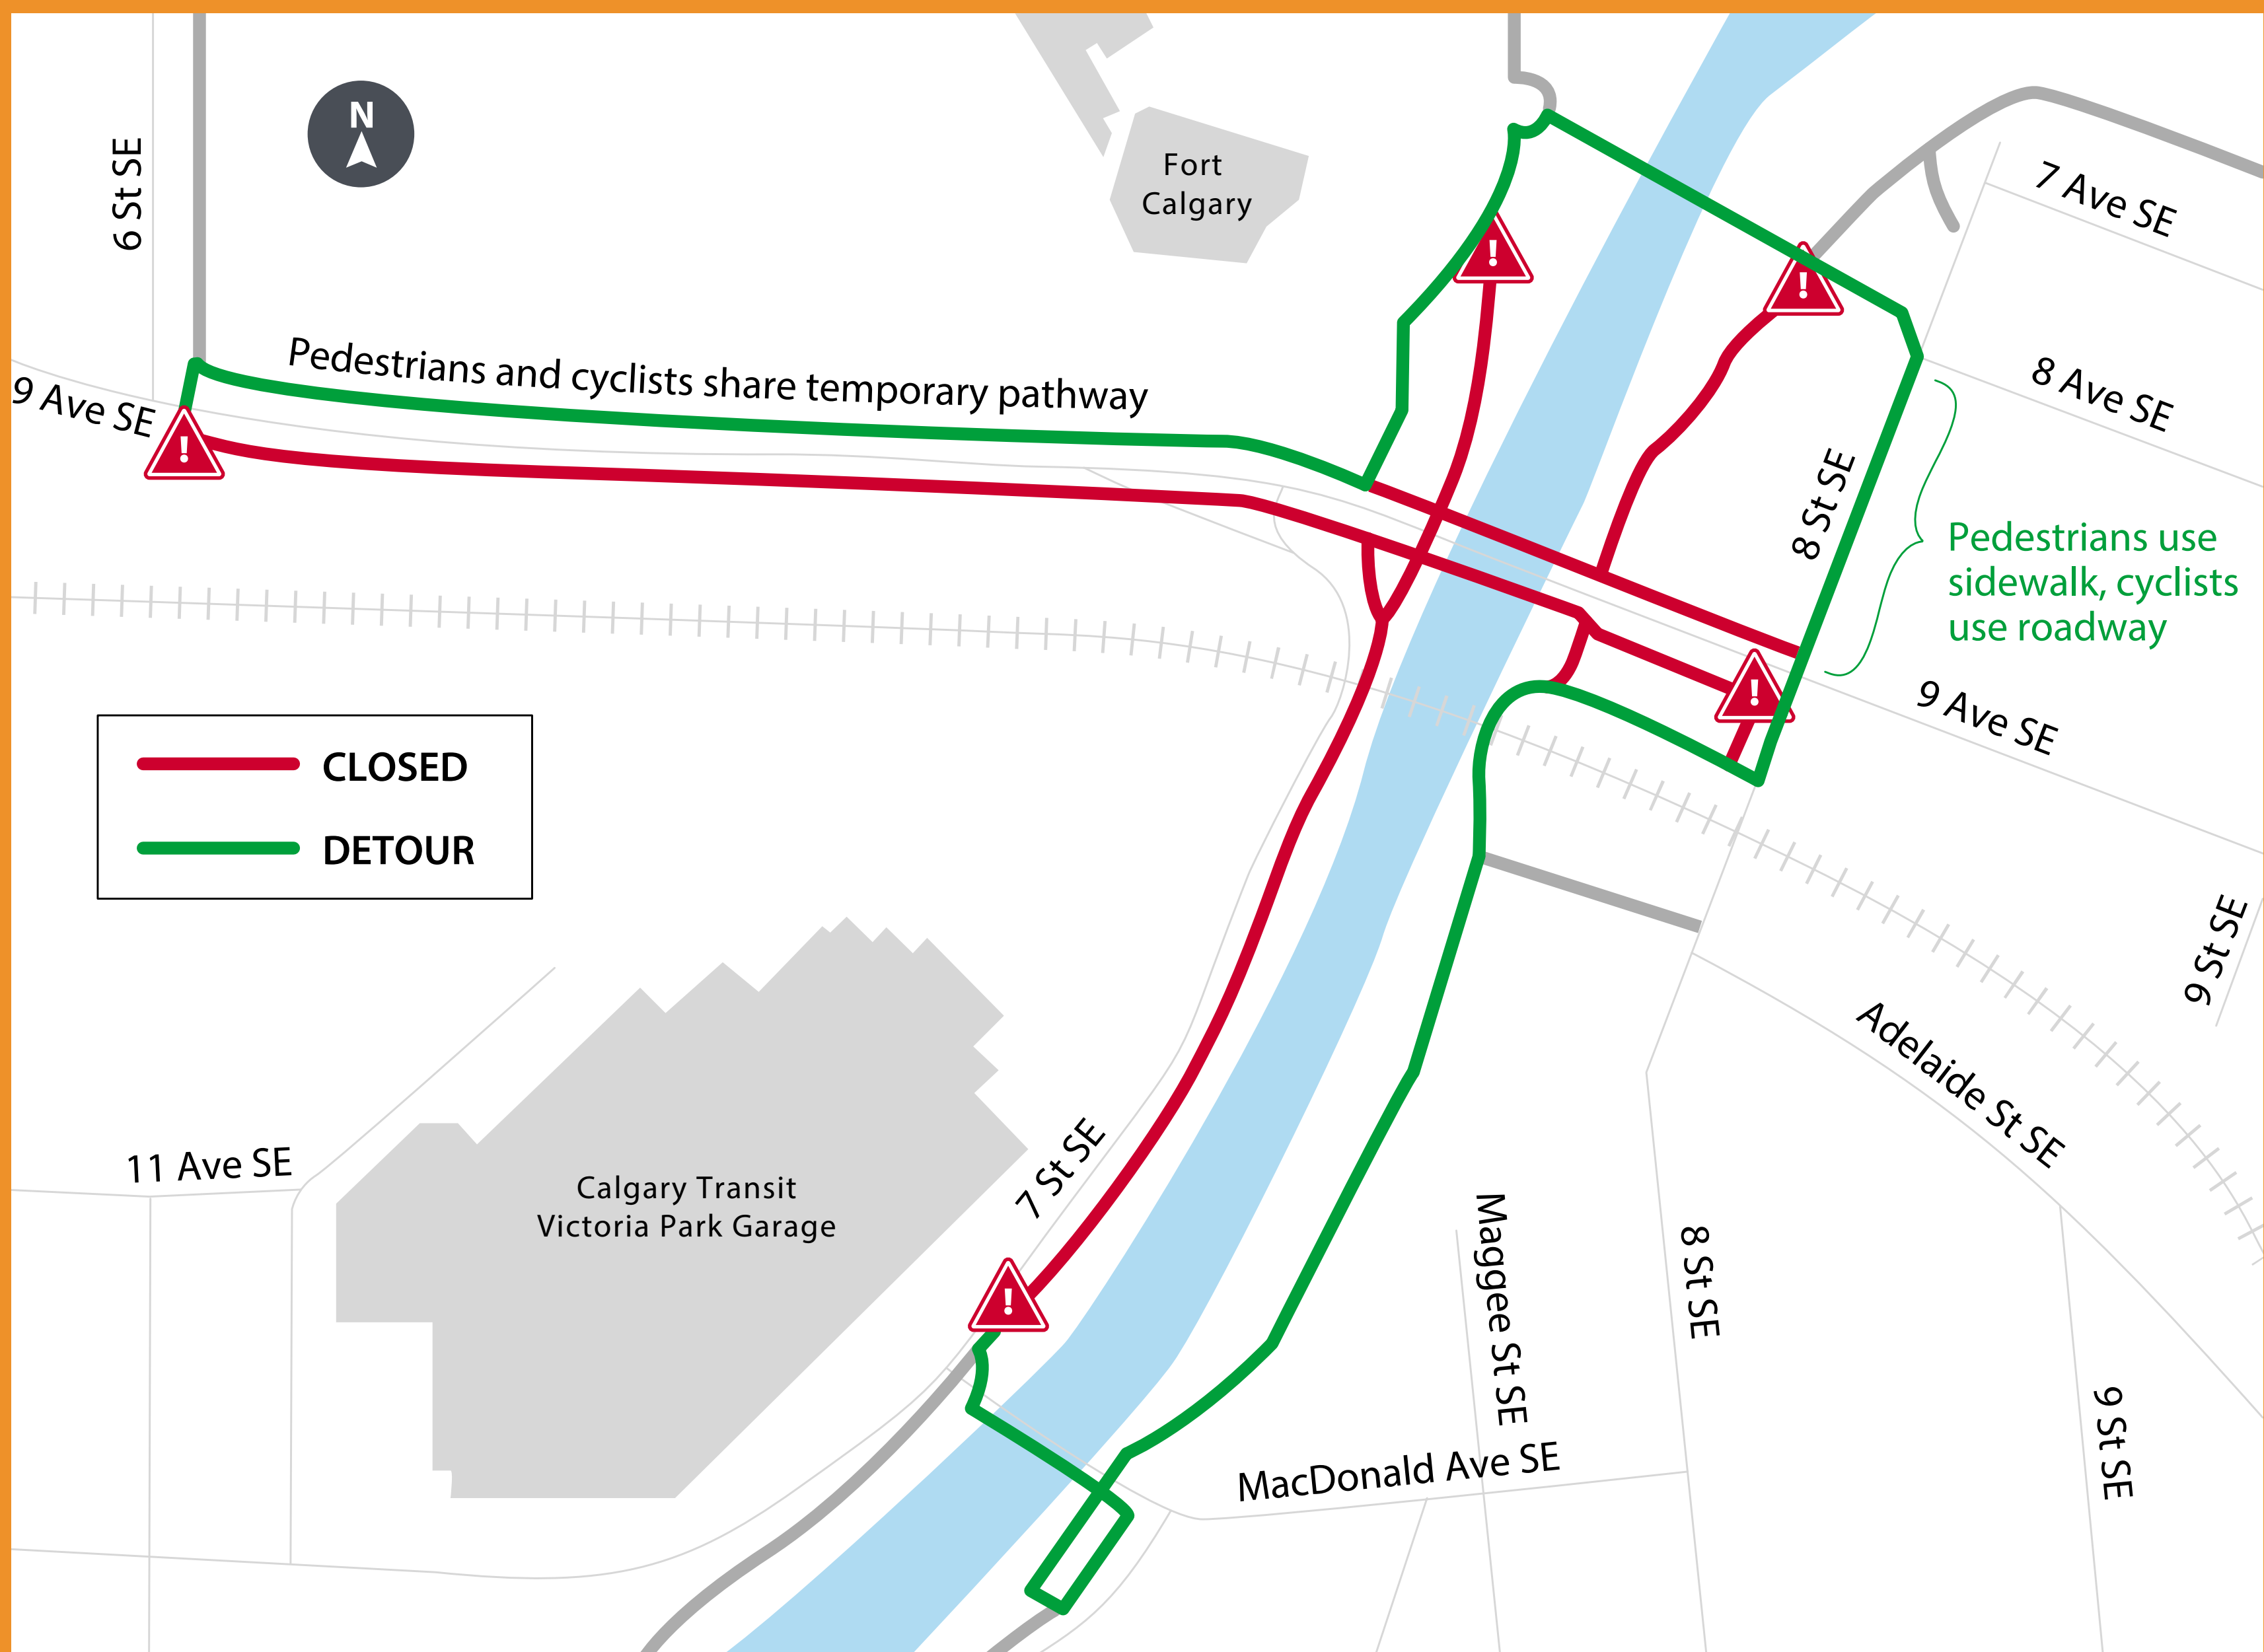 N
6 St SE
Fort
Calgary
7 Ave SE
Pedestrians and cyclists share temporary pathway
9 Ave SE
8 Ave SE
8 St SE
Pedestrians use
sidewalk, cyclists
use roadway
9 Ave SE
CLOSED
DETOUR
9 St SE
Adelaide St SE
11 Ave SE
7 St SE
Calgary Transit
Victoria Park Garage
Maggee St SE
8 St SE
9 St SE
MacDonald Ave SE
!
!
!
!
!